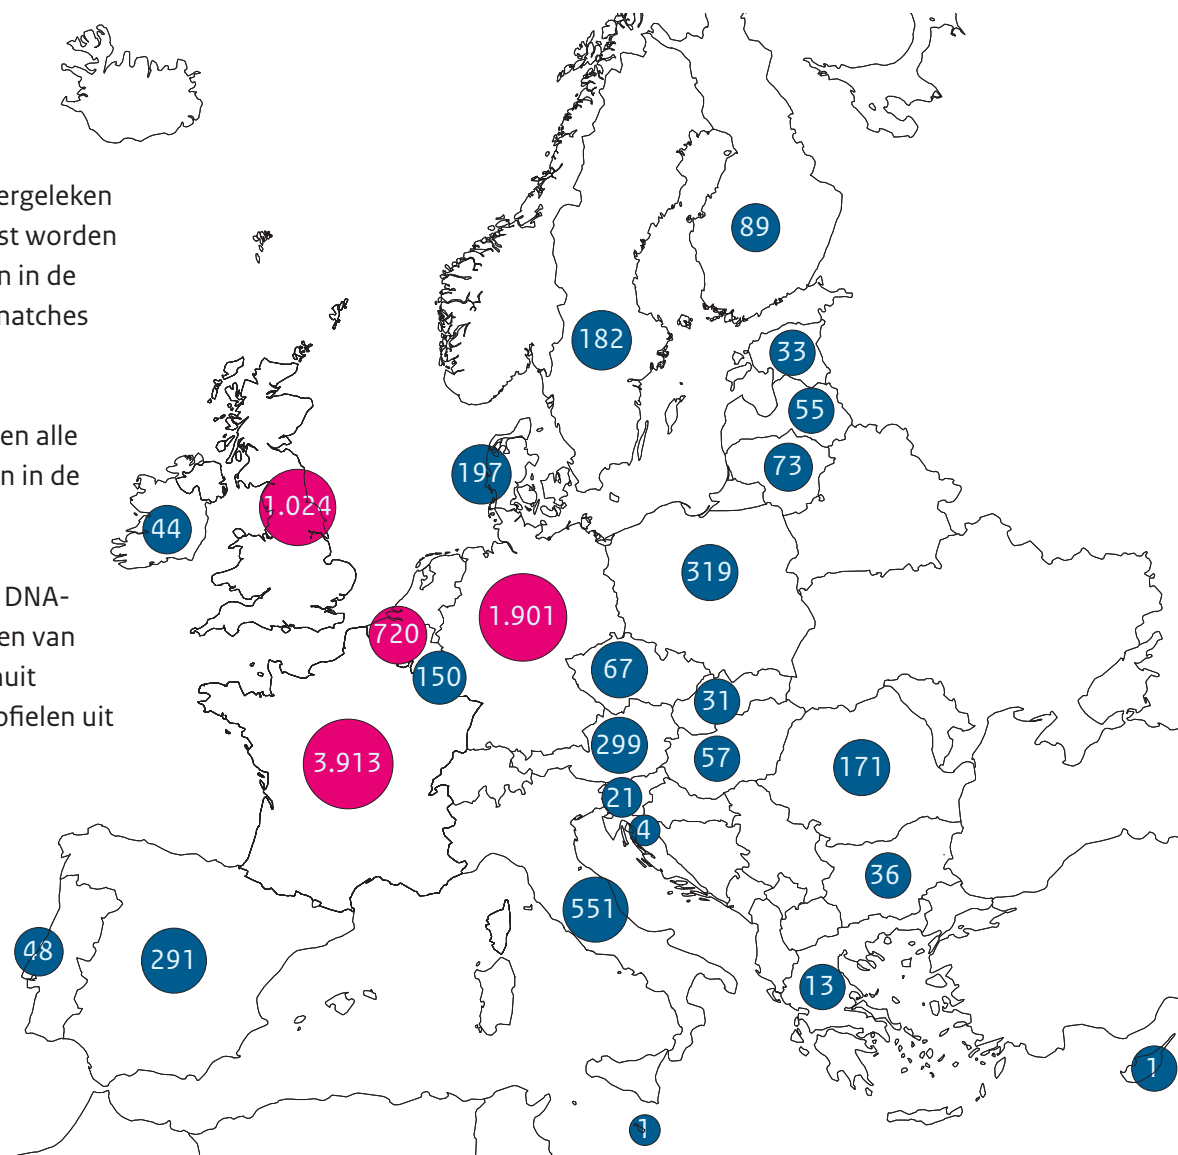 ergeleken
st worden
n in de
natches
en alle
n in de
DNA-
en van
nuit
ofielen uit
89
182
33
55
197
73
1.024
44
319
1.901
720
150
67
31
299
57
3.913
171
21
4
36
551
48
291
13
1
1